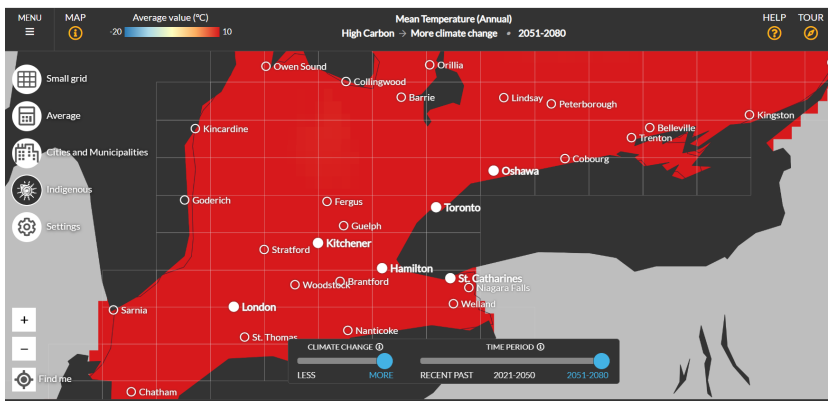 MENU
MAP
Average value (°C)
-20
10
Mean Temperature (Annual)
High Carbon → More climate change • 2051-2080
HELP
TOUR
Small grid
Average
Cities and Municipalities
Indigenous
Settings
Owen Sound
Collingwood
Orillia
Barrie
Lindsay
Peterborough
Kingston
Kincardine
Belleville
Trenton
Cobourg
Oshawa
Goderich
Fergus
Toronto
Guelph
Kitchener
Stratford
Hamilton
St. Catharines
Woodstock
Brantford
Niagara Falls
Sarnia
London
Welland
St. Thomas
Nanticoke
Chatham
+
−
Find me
CLIMATE CHANGE
TIME PERIOD
LESS
MORE
RECENT PAST
2021-2050
2051-2080